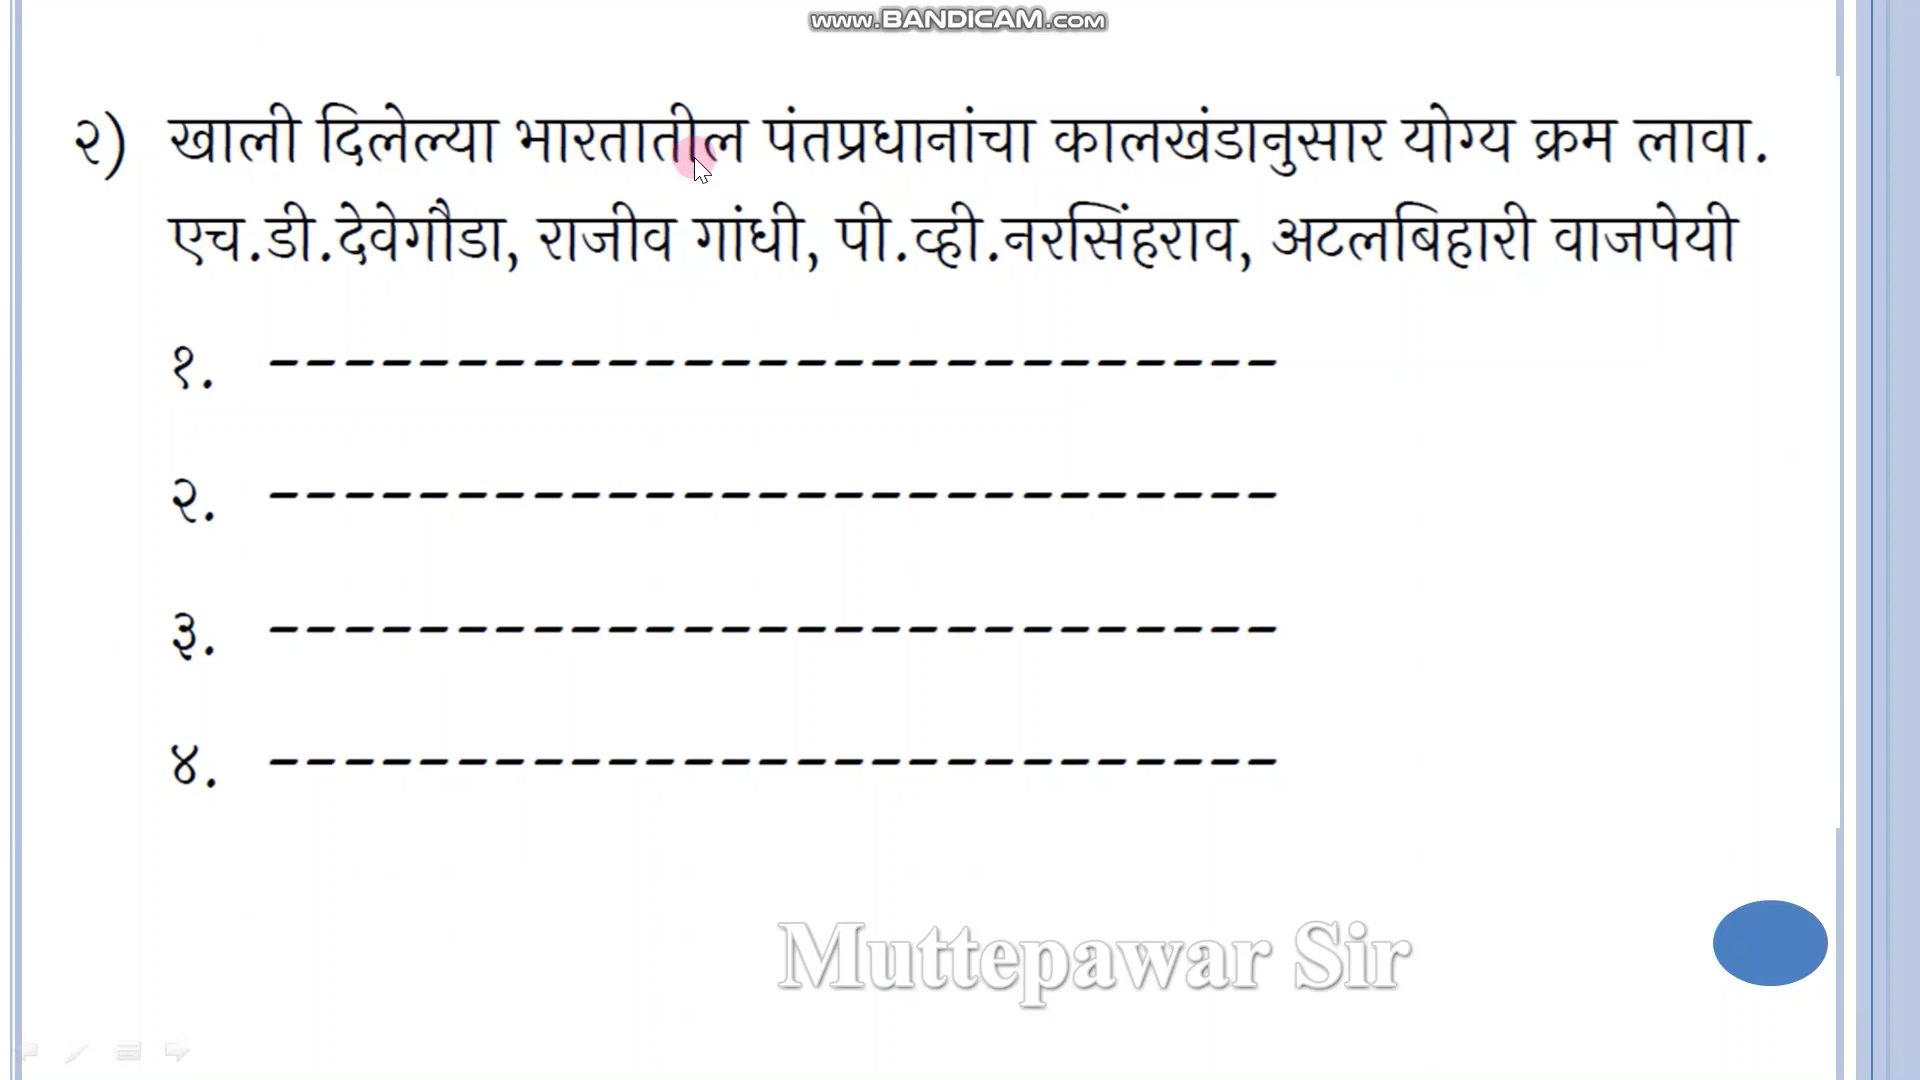 www.BANDICAM.com
२) खाली दिलेल्या भारतातील पंतप्रधानांचा कालखंडानुसार योग्य क्रम लावा.
एच.डी.देवेगौडा, राजीव गांधी, पी.व्ही.नरसिंहराव, अटलबिहारी वाजपेयी
१. ---------------------------
२. ---------------------------
३. ---------------------------
४. ---------------------------
Muttepawar Sir